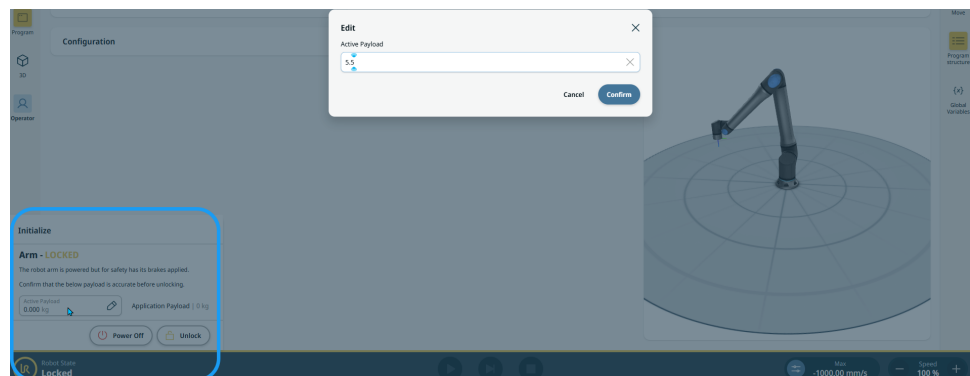 Program
3D
Operator
Configuration
Edit
Active Payload
5.5
Cancel
Confirm
Move
Program
structure
{x}
Global
Variables
Initialize
Arm - LOCKED
The robot arm is powered but for safety has its brakes applied.
Confirm that the below payload is accurate before unlocking.
Active Payload
0.000 kg
Application Payload | 0 kg
Power Off
Unlock
Robot State
Locked
Max
-1000.00 mm/s
Speed
100 %